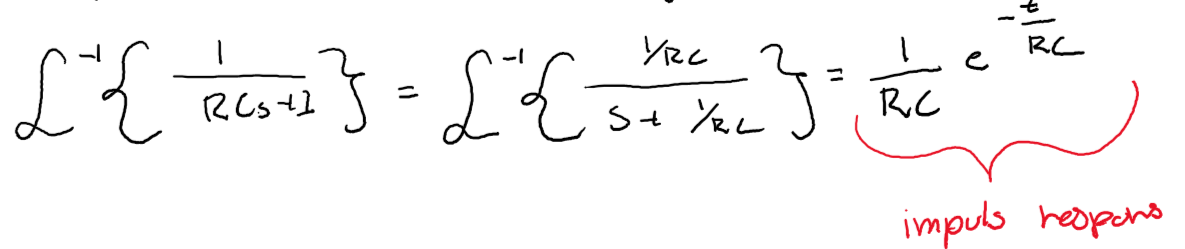 ℒ⁻¹{ 1/(RCs+1) } = ℒ⁻¹{ (1/RC)/(s + 1/RC) } = 1/RC e^(-t/RC)
impuls respons